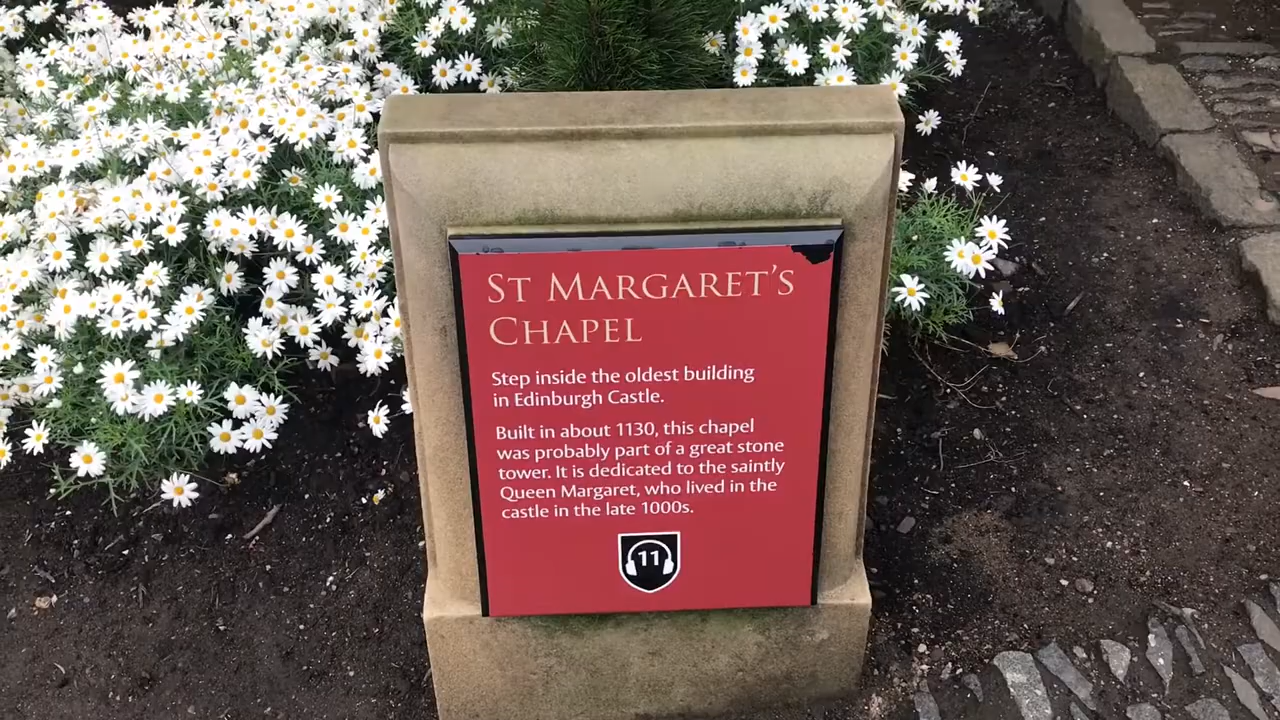 ST MARGARET'S
CHAPEL
Step inside the oldest building
in Edinburgh Castle.
Built in about 1130, this chapel
was probably part of a great stone
tower. It is dedicated to the saintly
Queen Margaret, who lived in the
castle in the late 1000s.
11